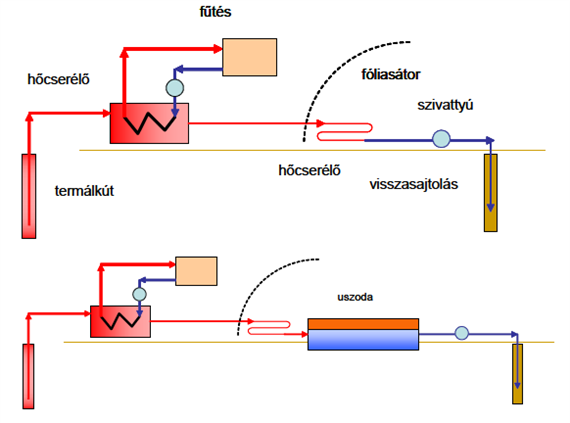 fűtés
hőcserélő
fóliasátor
szivattyú
hőcserélő
termálkút
visszasajtolás
uszoda